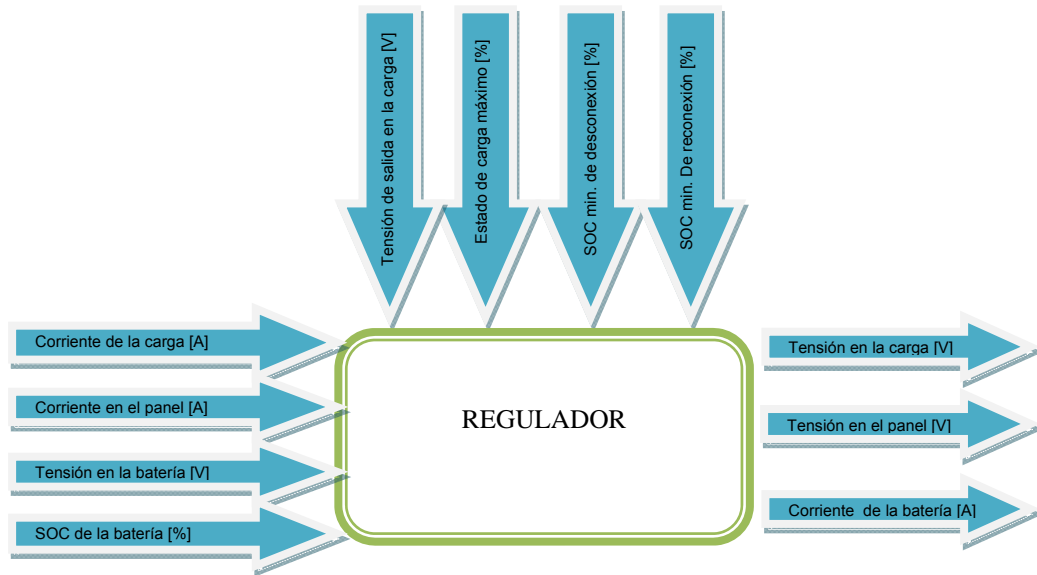 Tensión de salida en la carga [V]
Estado de carga máximo [%]
SOC min. de desconexión [%]
SOC min. De reconexión [%]
Corriente de la carga [A]
Corriente en el panel [A]
Tensión en la batería [V]
SOC de la batería [%]
REGULADOR
Tensión en la carga [V]
Tensión en el panel [V]
Corriente de la batería [A]